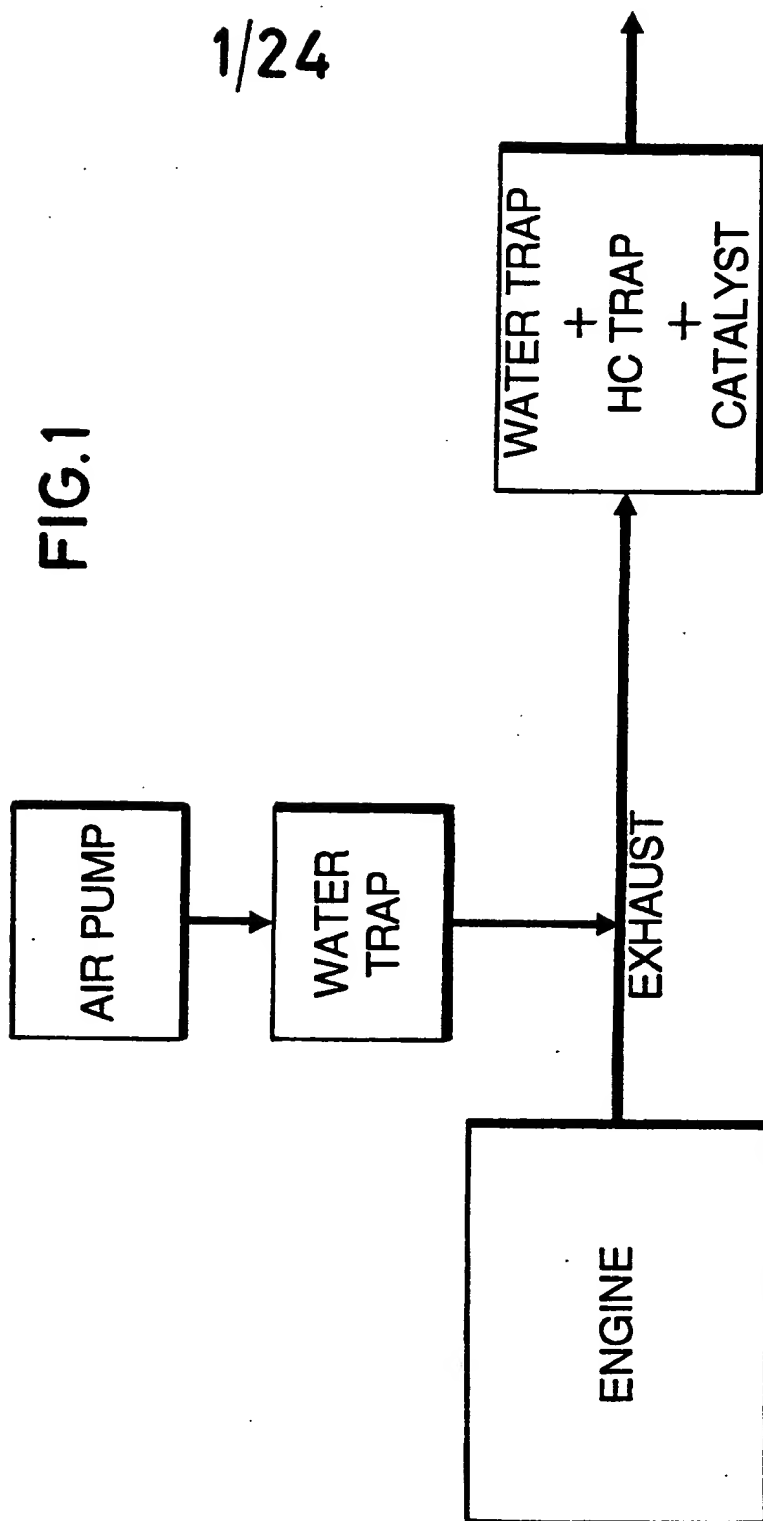 1/24
FIG.1
AIR PUMP
WATER
TRAP
EXHAUST
ENGINE
WATER TRAP
+
HC TRAP
+
CATALYST